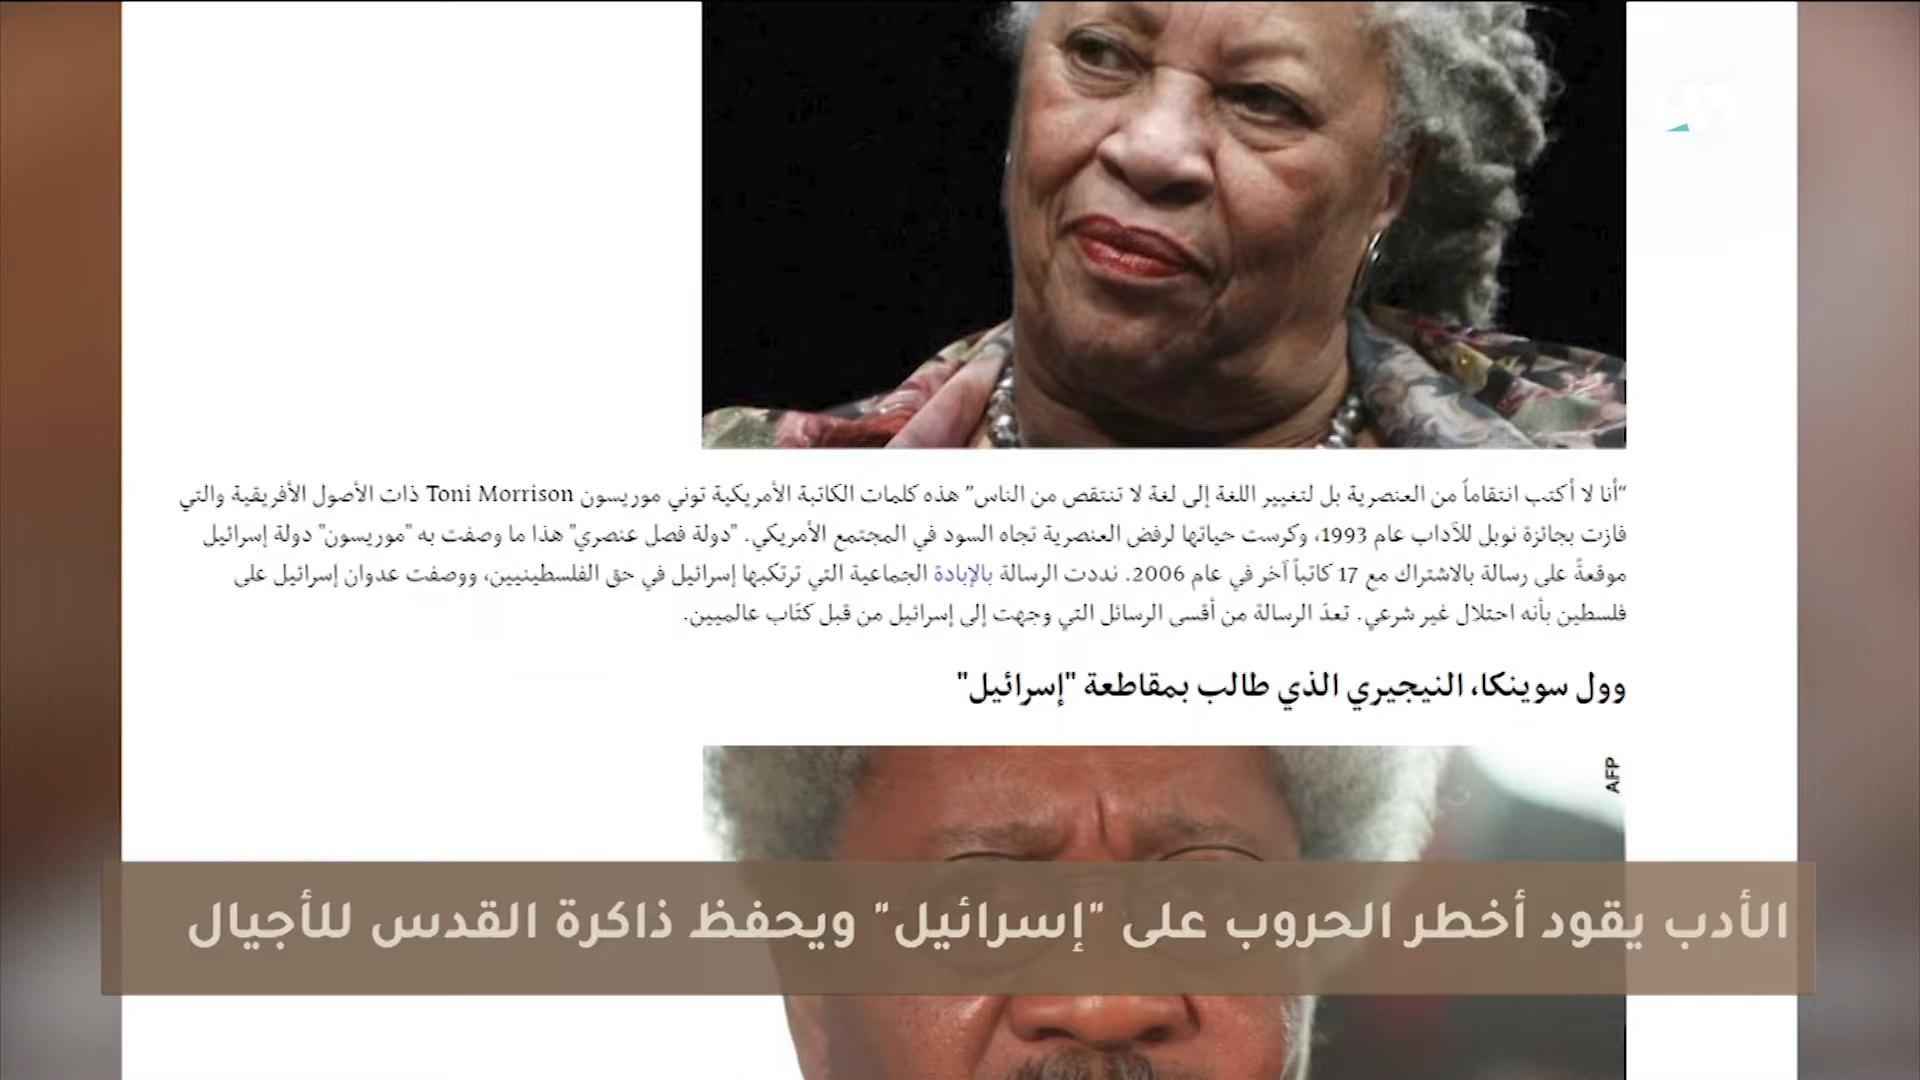 “أنا لا أكتب انتقاماً من العنصرية بل لتغيير اللغة إلى لغة لا تنتقص من الناس” هذه كلمات الكاتبة الأمريكية توني موريسون Toni Morrison ذات الأصول الأفريقية والتي
فازت بجائزة نوبل للآداب عام 1993، وكرست حياتها لرفض العنصرية تجاه السود في المجتمع الأمريكي. "دولة فصل عنصري" هذا ما وصفت به "موريسون" دولة إسرائيل
موقعةً على رسالة بالاشتراك مع 17 كاتباً آخر في عام 2006. نددت الرسالة بالإبادة الجماعية التي ترتكبها إسرائيل في حق الفلسطينيين، ووصفت عدوان إسرائيل على
فلسطين بأنه احتلال غير شرعي. تعدّ الرسالة من أقسى الرسائل التي وجهت إلى إسرائيل من قبل كتّاب عالميين.
وول سوينكا، النيجيري الذي طالب بمقاطعة "إسرائيل"
AFP
الأدب يقود أخطر الحروب على "إسرائيل" ويحفظ ذاكرة القدس للأجيال